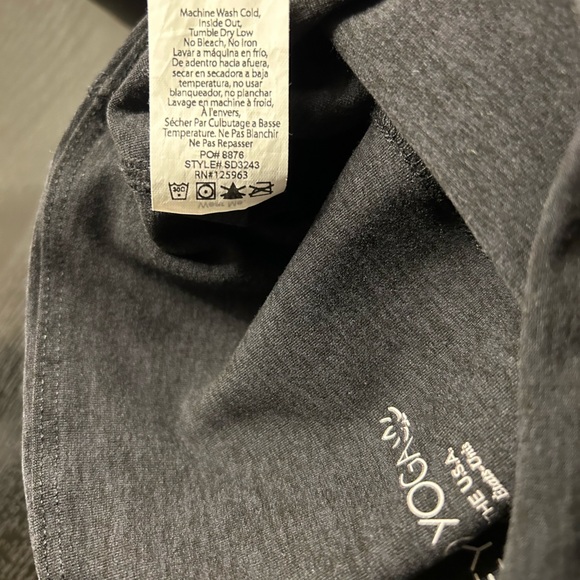 Machine Wash Cold,
Inside Out,
Tumble Dry Low
No Bleach, No Iron
Lavar a máquina en frío,
De adentro hacia afuera,
secar en secadora a baja
temperatura, no usar
blanqueador, no planchar
Lavage en machine à froid,
À l'envers,
Sécher Par Culbutage a Basse
Temperature. Ne Pas Blanchir
Ne Pas Repasser
PO# 8876
STYLE# SD3243
RN#125963
30C
YOGA
THE USA